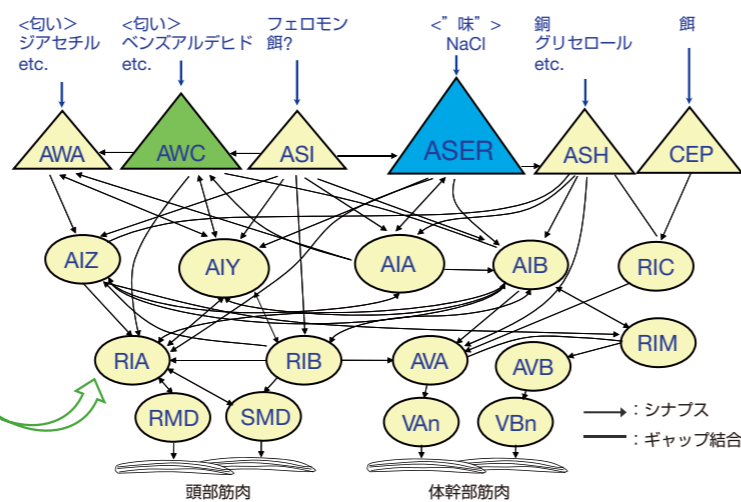 <匂い>
ジアセチル
etc.
<匂い>
ベンズアルデヒド
etc.
フェロモン
餌?
<”味”>
NaCl
銅
グリセロール
etc.
餌
AWA
AWC
ASI
ASER
ASH
CEP
AIZ
AIY
AIA
AIB
RIC
RIA
RIB
AVA
AVB
RIM
RMD
SMD
VAn
VBn
：シナプス
：ギャップ結合
頭部筋肉
体幹部筋肉